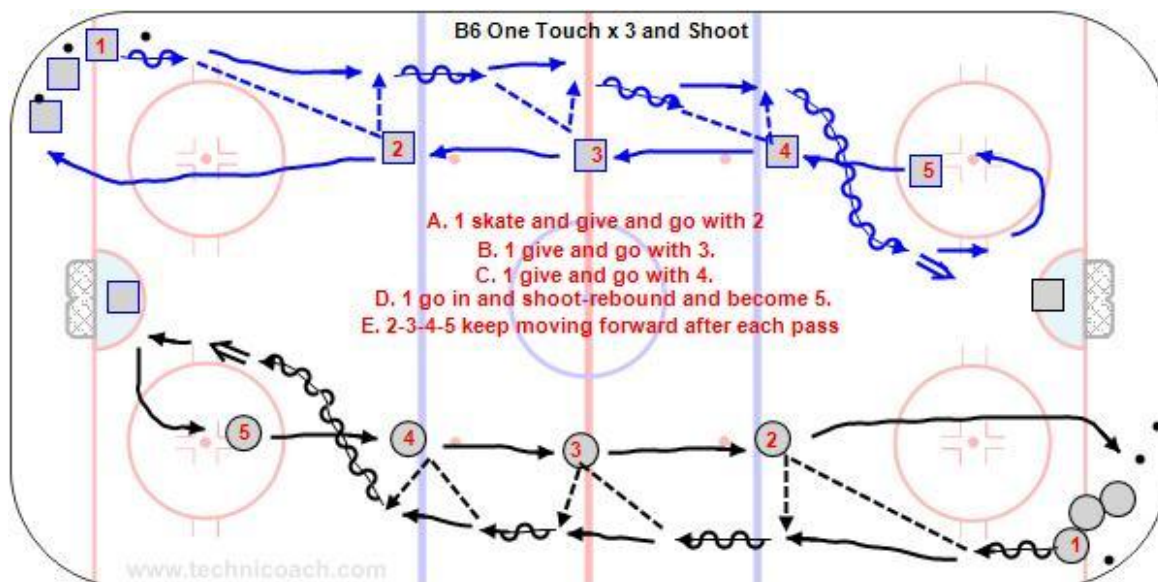 B6 One Touch x 3 and Shoot
1
2
3
4
5
A. 1 skate and give and go with 2
B. 1 give and go with 3.
C. 1 give and go with 4.
D. 1 go in and shoot-rebound and become 5.
E. 2-3-4-5 keep moving forward after each pass
5
4
3
2
1
www.technicoach.com